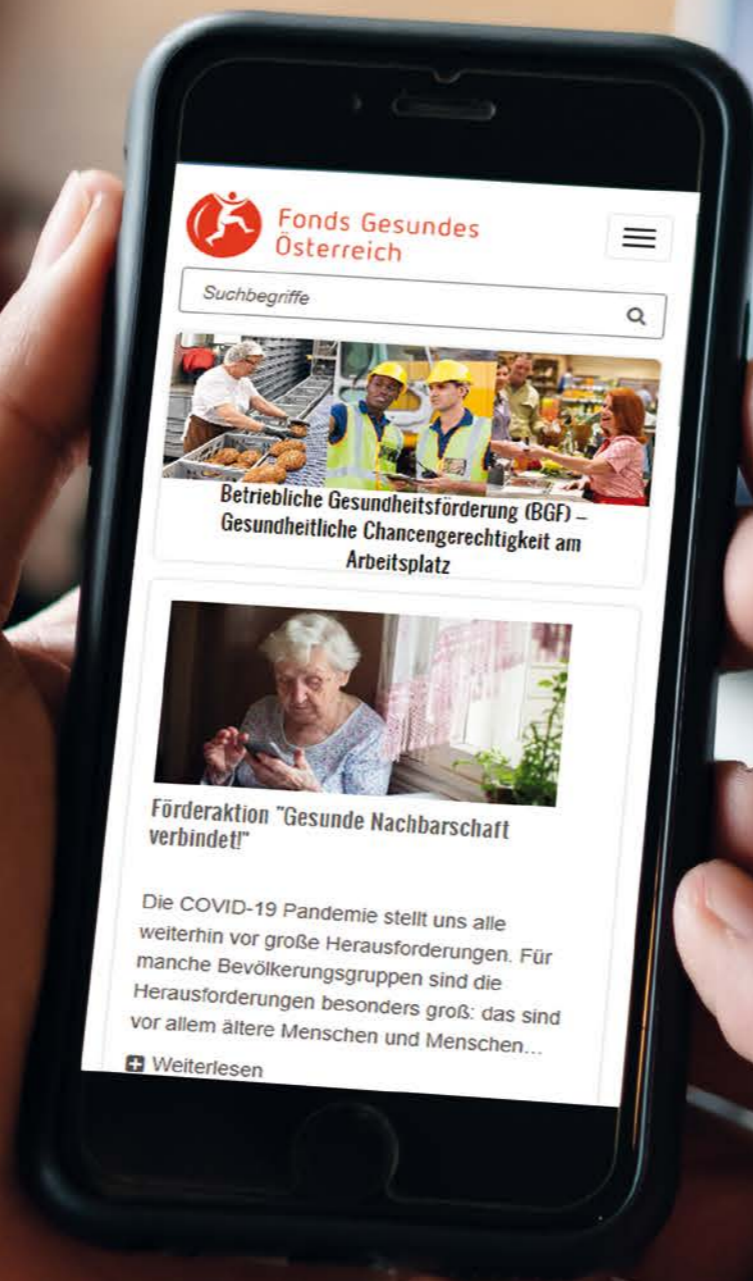 Fonds Gesundes
Österreich
Suchbegriffe
Betriebliche Gesundheitsförderung (BGF) –
Gesundheitliche Chancengerechtigkeit am
Arbeitsplatz
Förderaktion "Gesunde Nachbarschaft
verbindet!"
Die COVID-19 Pandemie stellt uns alle
weiterhin vor große Herausforderungen. Für
manche Bevölkerungsgruppen sind die
Herausforderungen besonders groß: das sind
vor allem ältere Menschen und Menschen...
Weiterlesen